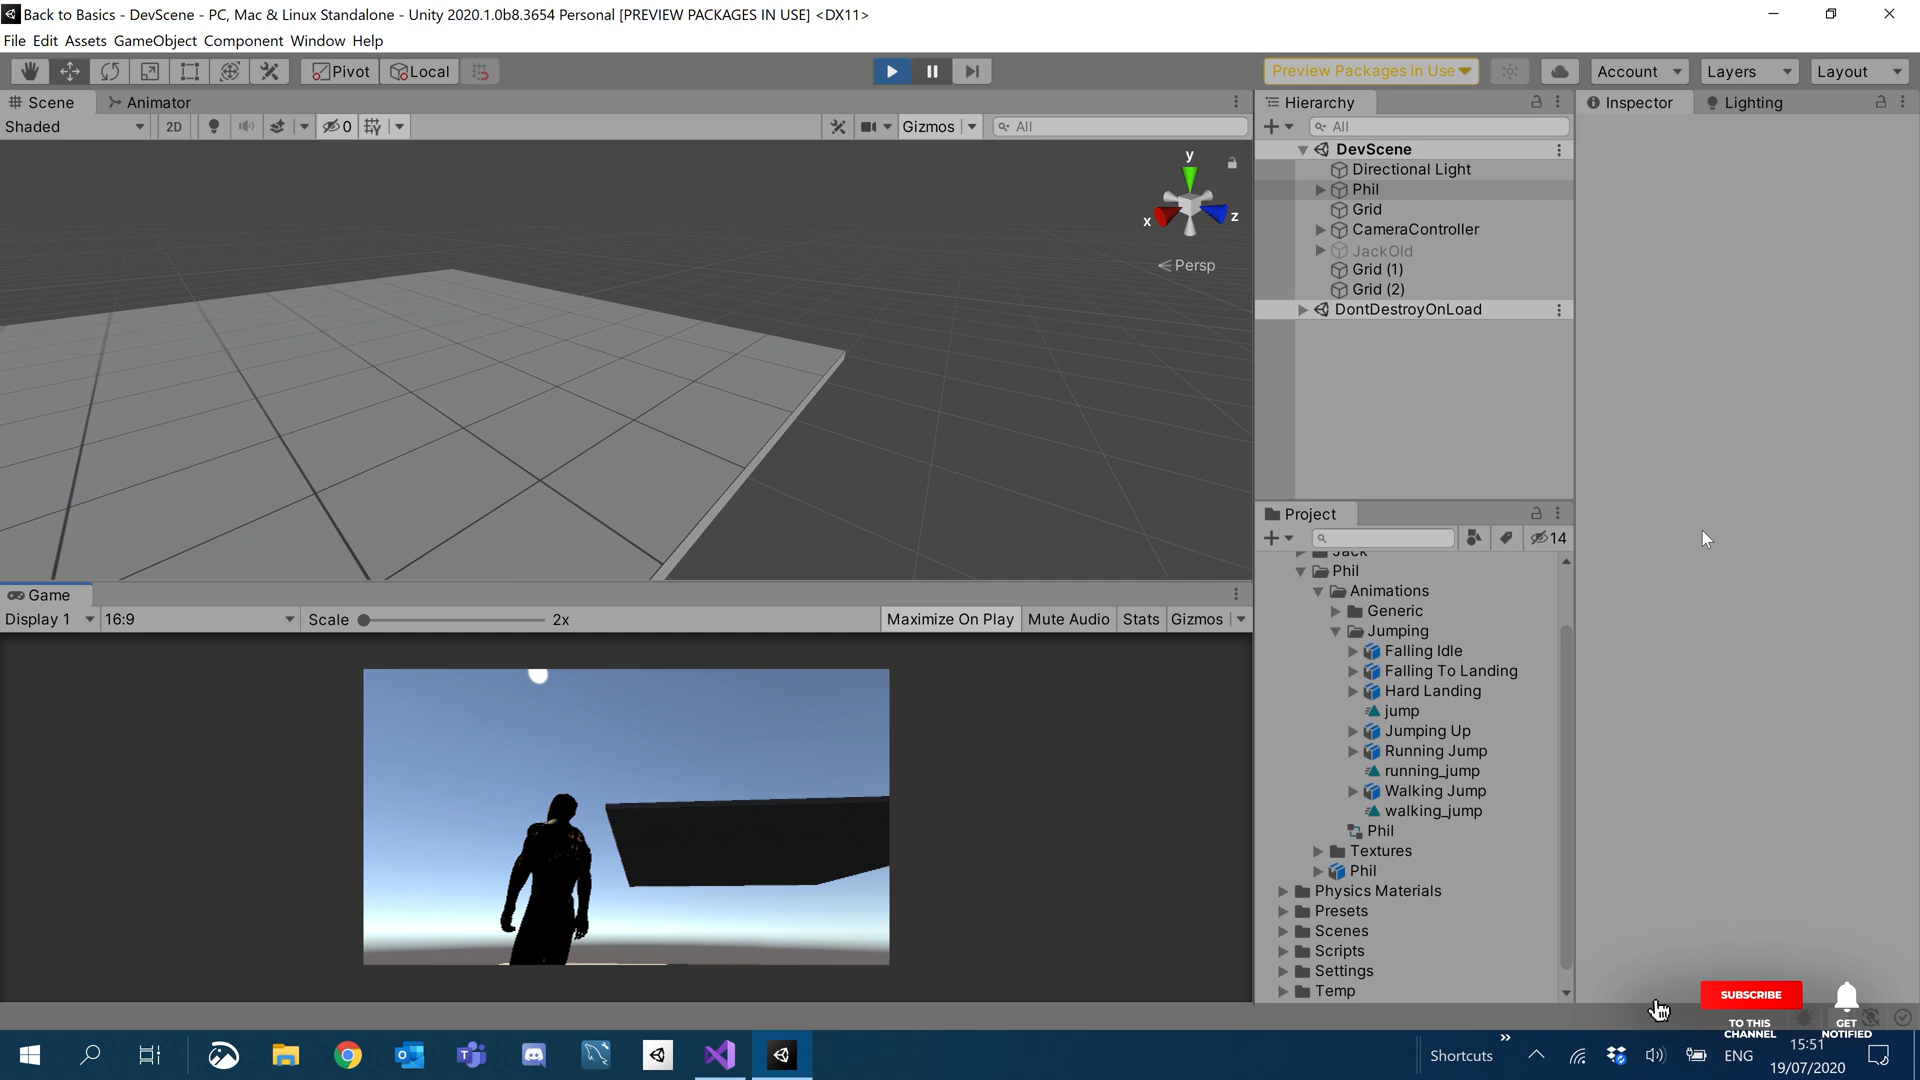 Back to Basics - DevScene - PC, Mac & Linux Standalone - Unity 2020.1.0b8.3654 Personal [PREVIEW PACKAGES IN USE] <DX11>
File Edit Assets GameObject Component Window Help
Pivot Local Preview Packages in Use Account Layers Layout
Scene Animator
Shaded 2D 0 Gizmos All
y
x
z
Persp
Game
Display 1 16:9 Scale 2x Maximize On Play Mute Audio Stats Gizmos
Hierarchy
All
DevScene
Directional Light
Phil
Grid
CameraController
JackOld
Grid (1)
Grid (2)
DontDestroyOnLoad
Project
14
Jack
Phil
Animations
Generic
Jumping
Falling Idle
Falling To Landing
Hard Landing
jump
Jumping Up
Running Jump
running_jump
Walking Jump
walking_jump
Phil
Textures
Phil
Physics Materials
Presets
Scenes
Scripts
Settings
Temp
Inspector Lighting
SUBSCRIBE
TO THIS
CHANNEL
GET
NOTIFIED
Shortcuts
ENG
15:51
19/07/2020